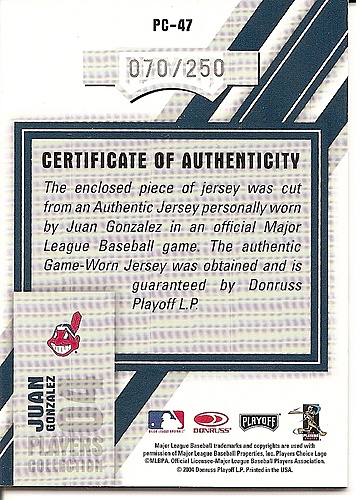 PC-47
070/250
CERTIFICATE OF AUTHENTICITY
The enclosed piece of jersey was cut
from an Authentic Jersey personally worn
by Juan Gonzalez in an official Major
League Baseball game. The authentic
Game-Worn Jersey was obtained and is
guaranteed by Donruss
Playoff L.P.
JUAN
GONZALEZ
PLAYERS
COLLECTION
04
MAJOR LEAGUE BASEBALL
DONRUSS
PLAYOFF
Major League Baseball trademarks and copyrights are used with
permission of Major League Baseball Properties, Inc. Players Choice Logo
©MLBPA. Official Licensee-Major League Baseball Players Association.
© 2004 Donruss Playoff L.P. Printed in the USA.